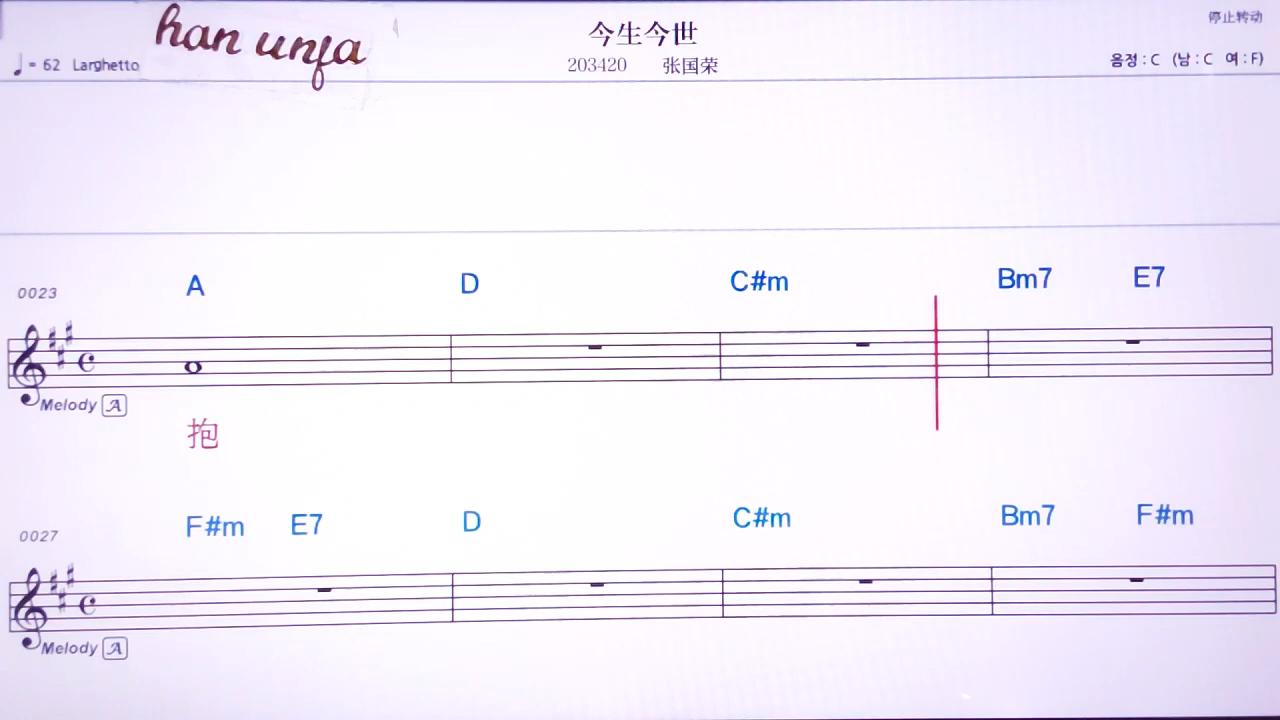 han unfa
今生今世
停止转动
♩= 62 Larghetto
203420 张国荣
음정 : C (남 : C 여 : F)
A D C#m Bm7 E7
0023
Melody A
抱
F#m E7 D C#m Bm7 F#m
0027
Melody A